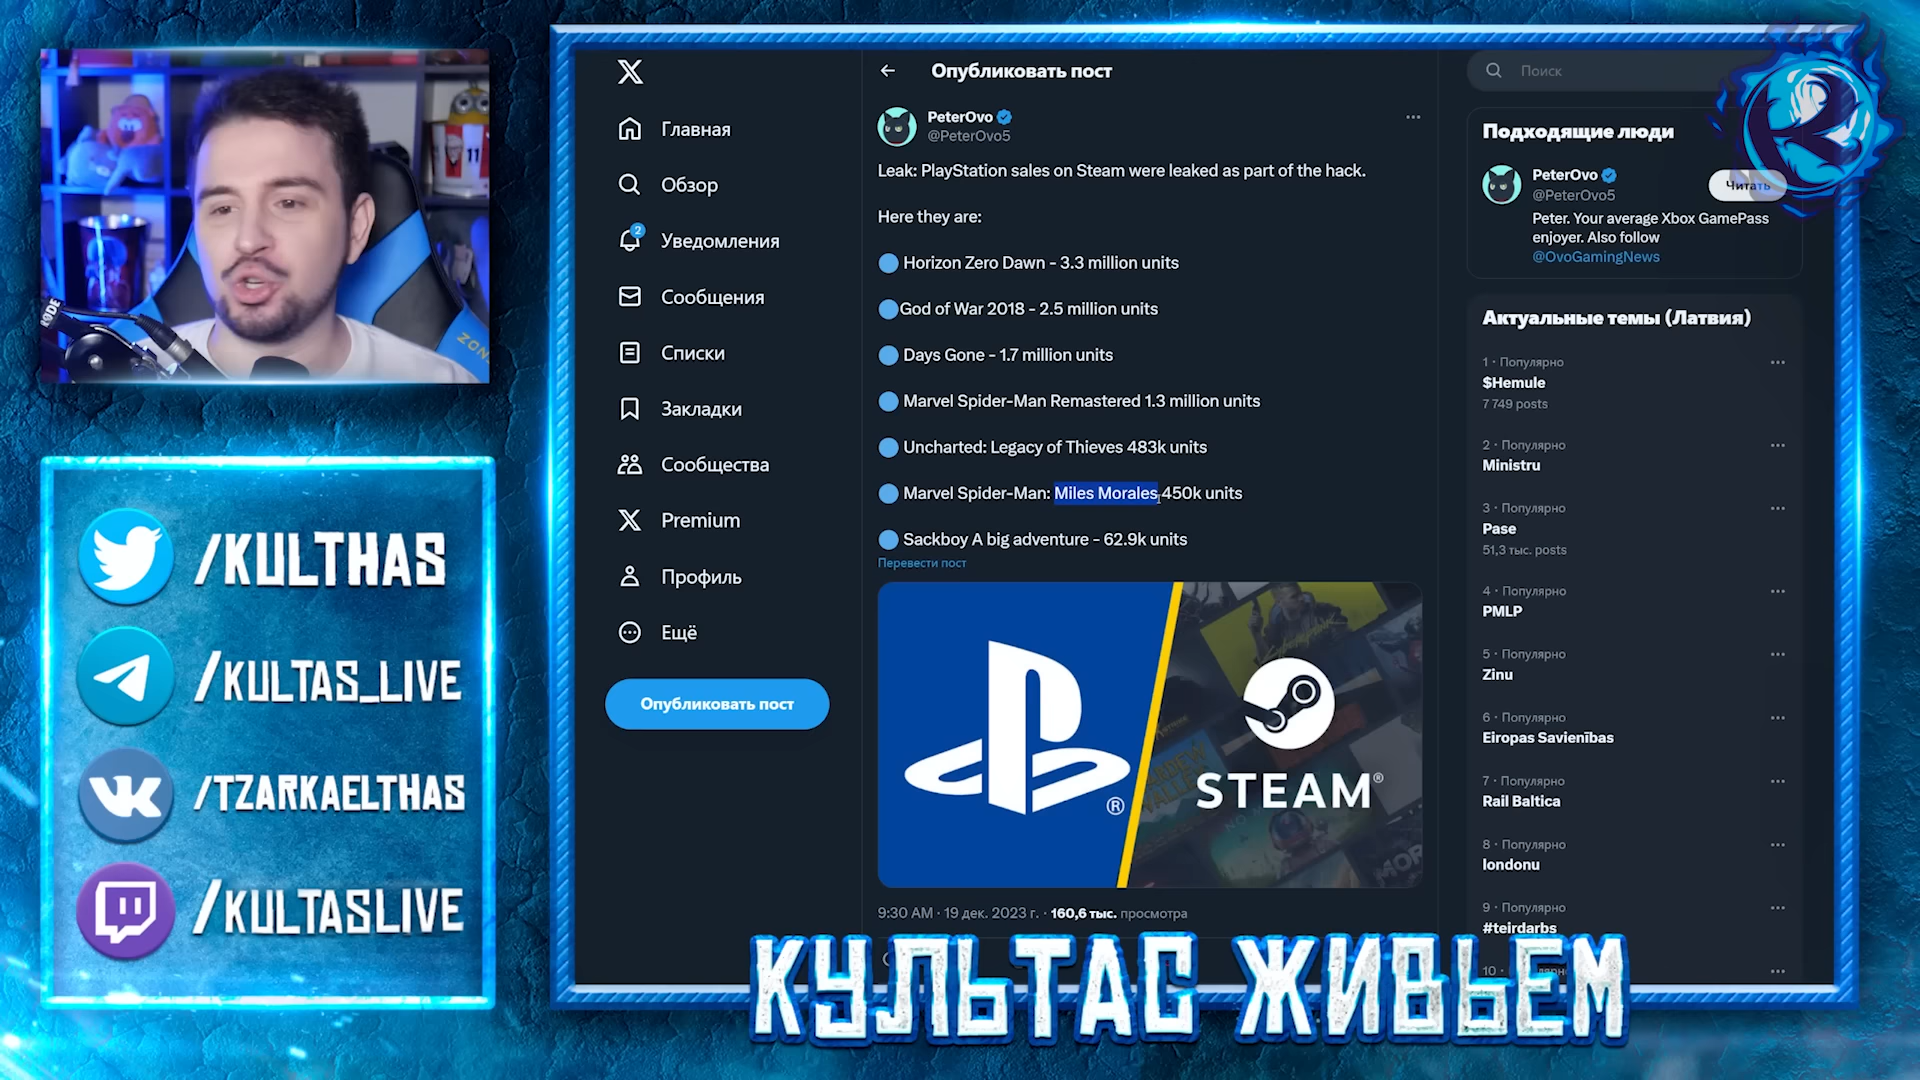 RØDE
11
ZON
/KULTHAS
/KULTAS_LIVE
/TZARKAELTHAS
/KULTASLIVE
Главная
Обзор
2
Уведомления
Сообщения
Списки
Закладки
Сообщества
Premium
Профиль
Ещё
Опубликовать пост
Опубликовать пост
PeterOvo
@PeterOvo5
Leak: PlayStation sales on Steam were leaked as part of the hack.
Here they are:
Horizon Zero Dawn - 3.3 million units
God of War 2018 - 2.5 million units
Days Gone - 1.7 million units
Marvel Spider-Man Remastered 1.3 million units
Uncharted: Legacy of Thieves 483k units
Marvel Spider-Man: Miles Morales 450k units
Sackboy A big adventure - 62.9k units
Перевести пост
STEAM®
®
9:30 AM · 19 дек. 2023 г. · 160,6 тыс. просмотра
Поиск
Подходящие люди
PeterOvo
@PeterOvo5
Читать
Peter. Your average Xbox GamePass
enjoyer. Also follow
@OvoGamingNews
Актуальные темы (Латвия)
1 · Популярно
$Hemule
7 749 posts
2 · Популярно
Ministru
3 · Популярно
Pase
51,3 тыс. posts
4 · Популярно
PMLP
5 · Популярно
Zinu
6 · Популярно
Eiropas Savienības
7 · Популярно
Rail Baltica
8 · Популярно
londonu
9 · Популярно
#teirdarbs
10 ·
КУЛЬТАС ЖИВЬЕМ